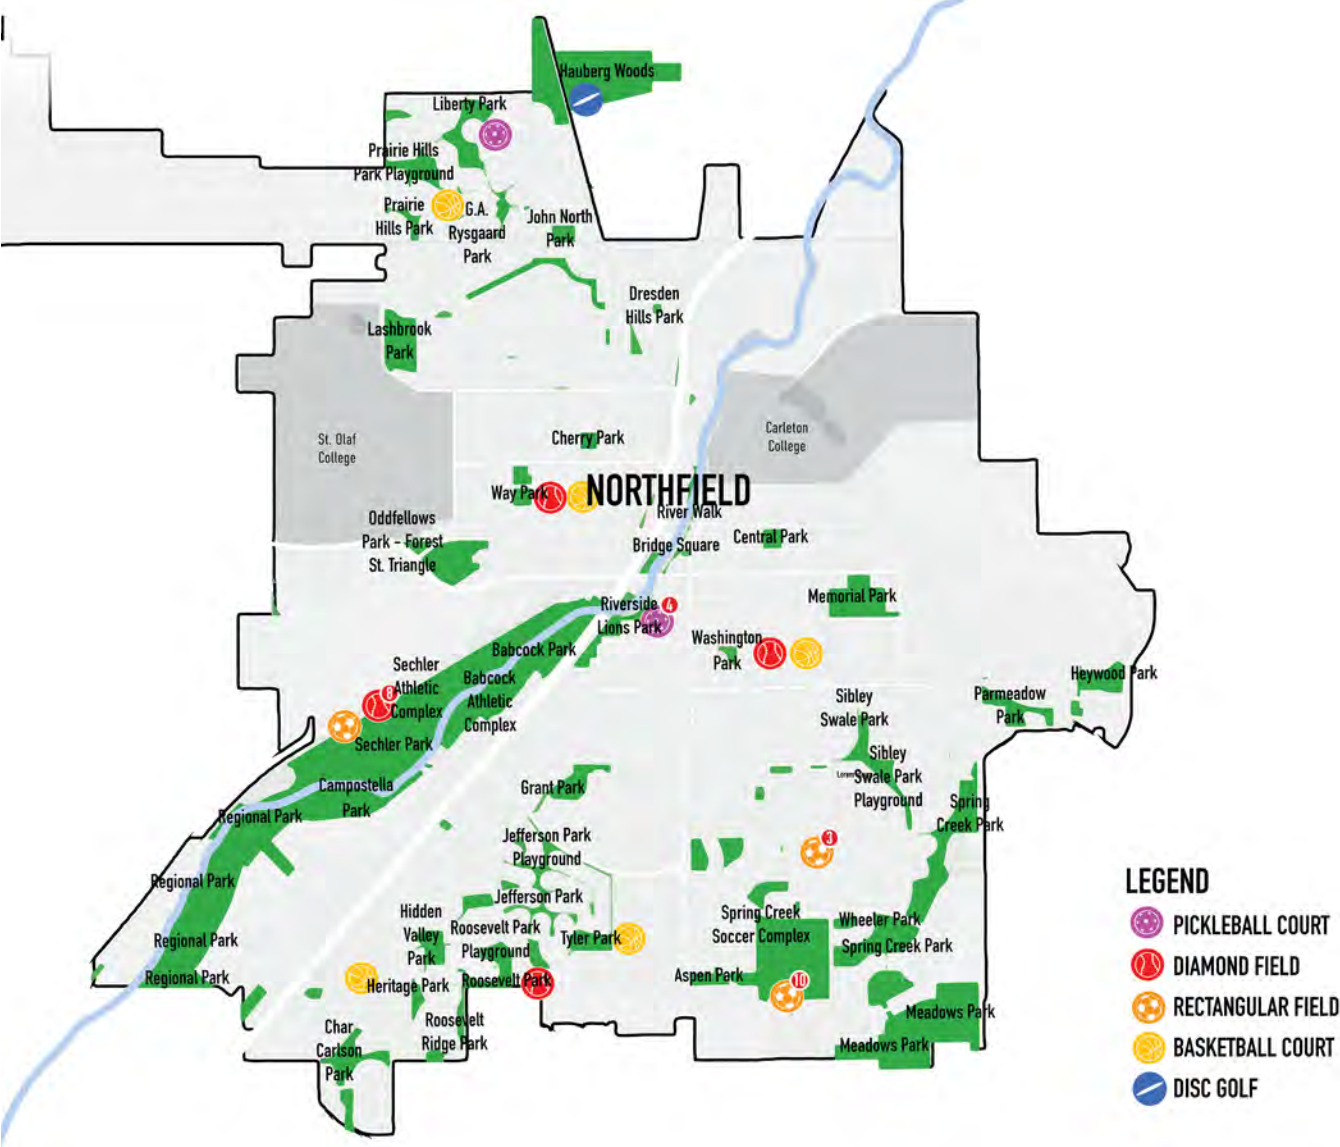 Hauberg Woods
Liberty Park
Prairie Hills
Park Playground
Prairie
Hills Park
G.A.
Rysgaard
Park
John North
Park
Dresden
Hills Park
Lashbrook
Park
St. Olaf
College
Carleton
College
Cherry Park
Way Park
NORTHFIELD
River Walk
Oddfellows
Park - Forest
St. Triangle
Bridge Square
Central Park
Memorial Park
Riverside
Lions Park
4
Washington
Park
Babcock Park
Babcock
Athletic
Complex
Sechler
Athletic
Complex
8
Sechler Park
Heywood Park
Parmeadow
Park
Sibley
Swale Park
Sibley
Swale Park
Playground
Campostella
Park
Regional Park
Grant Park
Spring
Creek Park
Jefferson Park
Playground
3
Regional Park
Jefferson Park
Hidden
Valley
Park
Roosevelt Park
Playground
Tyler Park
Spring Creek
Soccer Complex
Wheeler Park
Spring Creek Park
Regional Park
Regional Park
Heritage Park
Roosevelt Park
Aspen Park
10
Meadows Park
Meadows Park
Char
Carlson
Park
Roosevelt
Ridge Park
LEGEND
PICKLEBALL COURT
DIAMOND FIELD
RECTANGULAR FIELD
BASKETBALL COURT
DISC GOLF